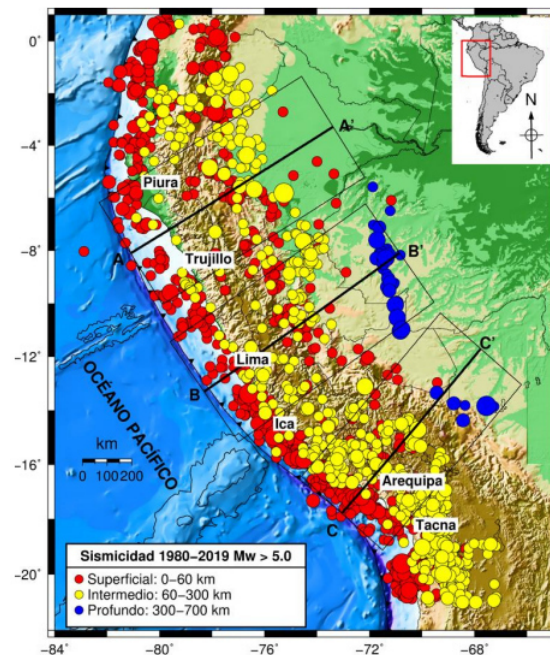 0°
−4°
−8°
−12°
−16°
−20°
−84°
−80°
−76°
−72°
−68°
N
A'
Piura
A
Trujillo
B'
Lima
B
C'
Ica
OCÉANO PACÍFICO
km
0 100 200
Arequipa
C
Tacna
Sismicidad 1980−2019 Mw > 5.0
Superficial: 0−60 km
Intermedio: 60−300 km
Profundo: 300−700 km